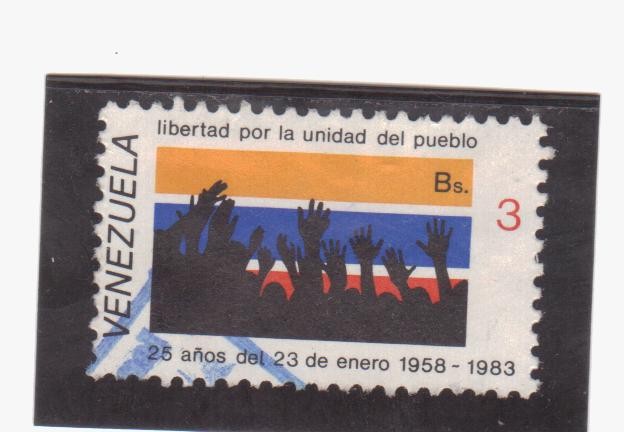 libertad por la unidad del pueblo
VENEZUELA
Bs.
3
25 años del 23 de enero 1958 - 1983